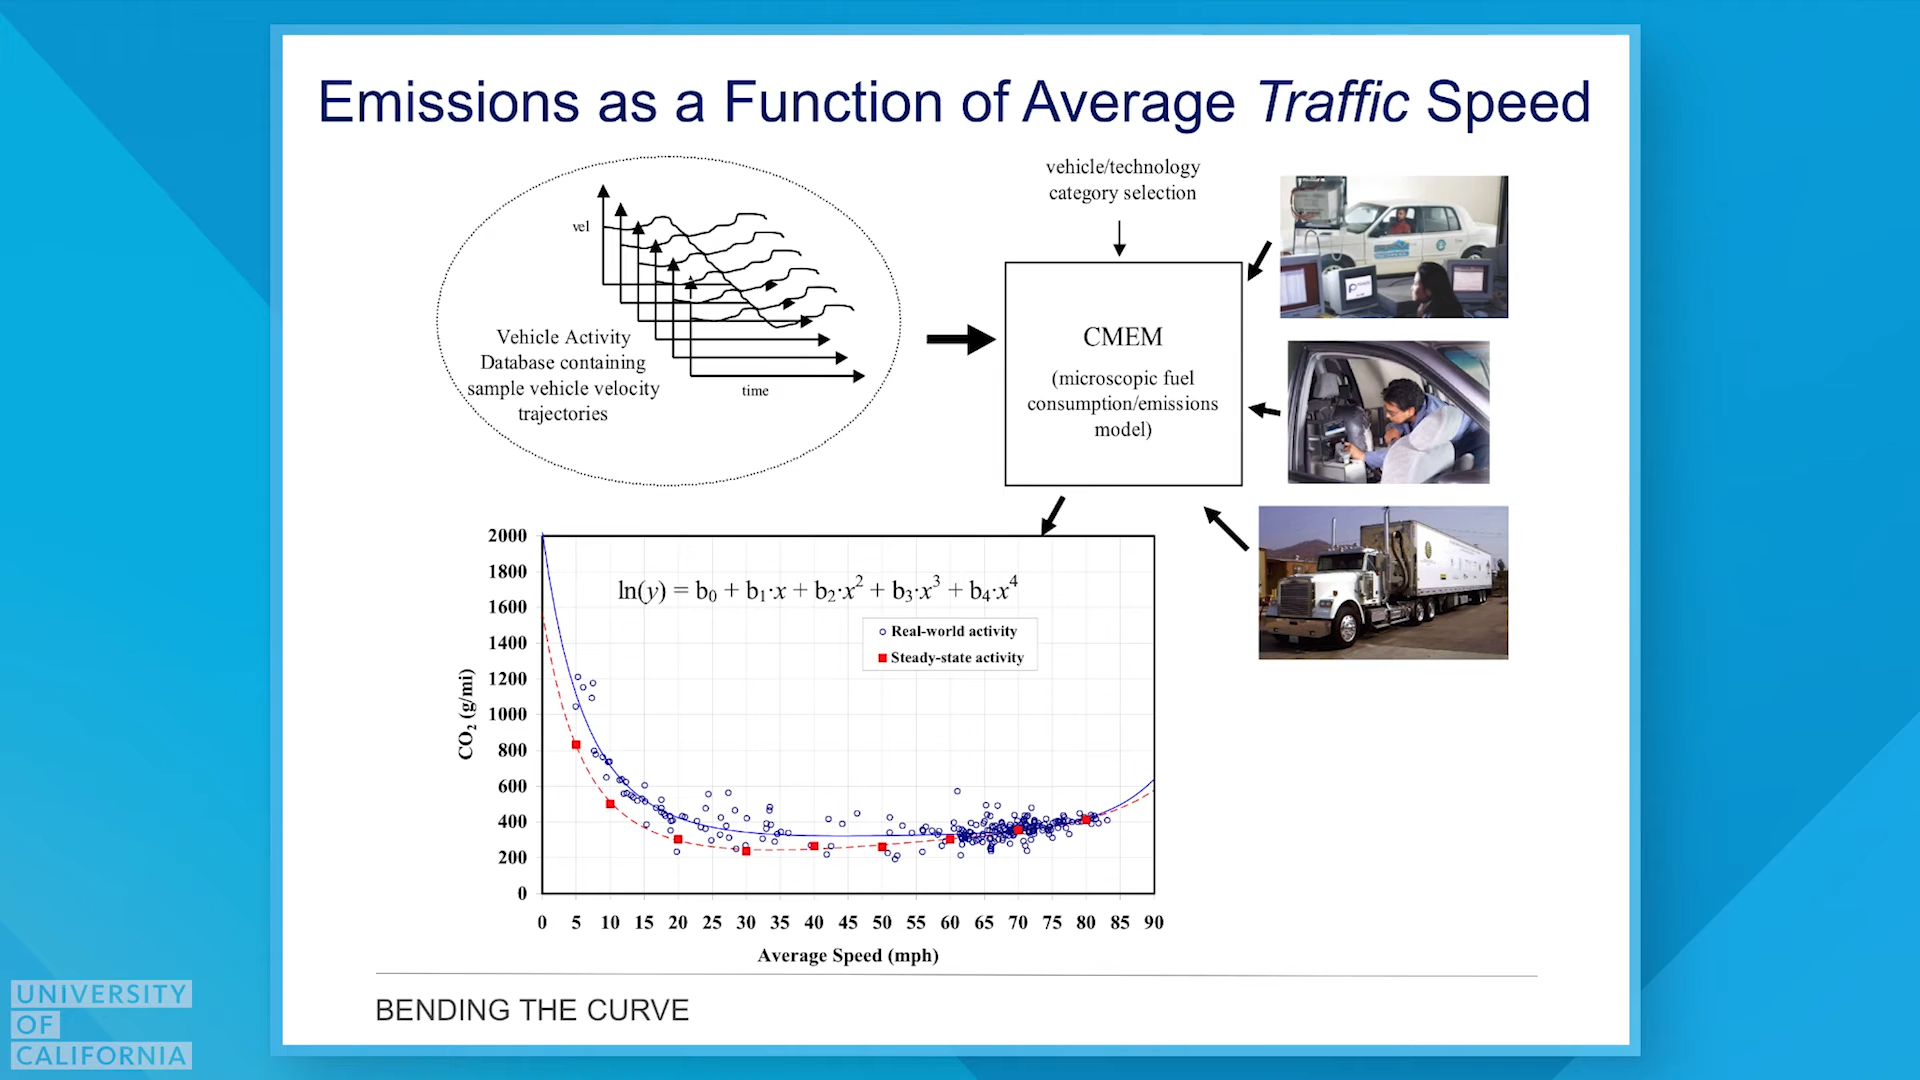 Emissions as a Function of Average Traffic Speed
vel
Vehicle Activity
Database containing
sample vehicle velocity
trajectories
time
vehicle/technology
category selection
CMEM
(microscopic fuel
consumption/emissions
model)
2000
1800
1600
1400
1200
1000
800
600
400
200
0
CO₂ (g/mi)
ln(y) = b₀ + b₁·x + b₂·x² + b₃·x³ + b₄·x⁴
Real-world activity
Steady-state activity
0 5 10 15 20 25 30 35 40 45 50 55 60 65 70 75 80 85 90
Average Speed (mph)
BENDING THE CURVE
UNIVERSITY
OF
CALIFORNIA